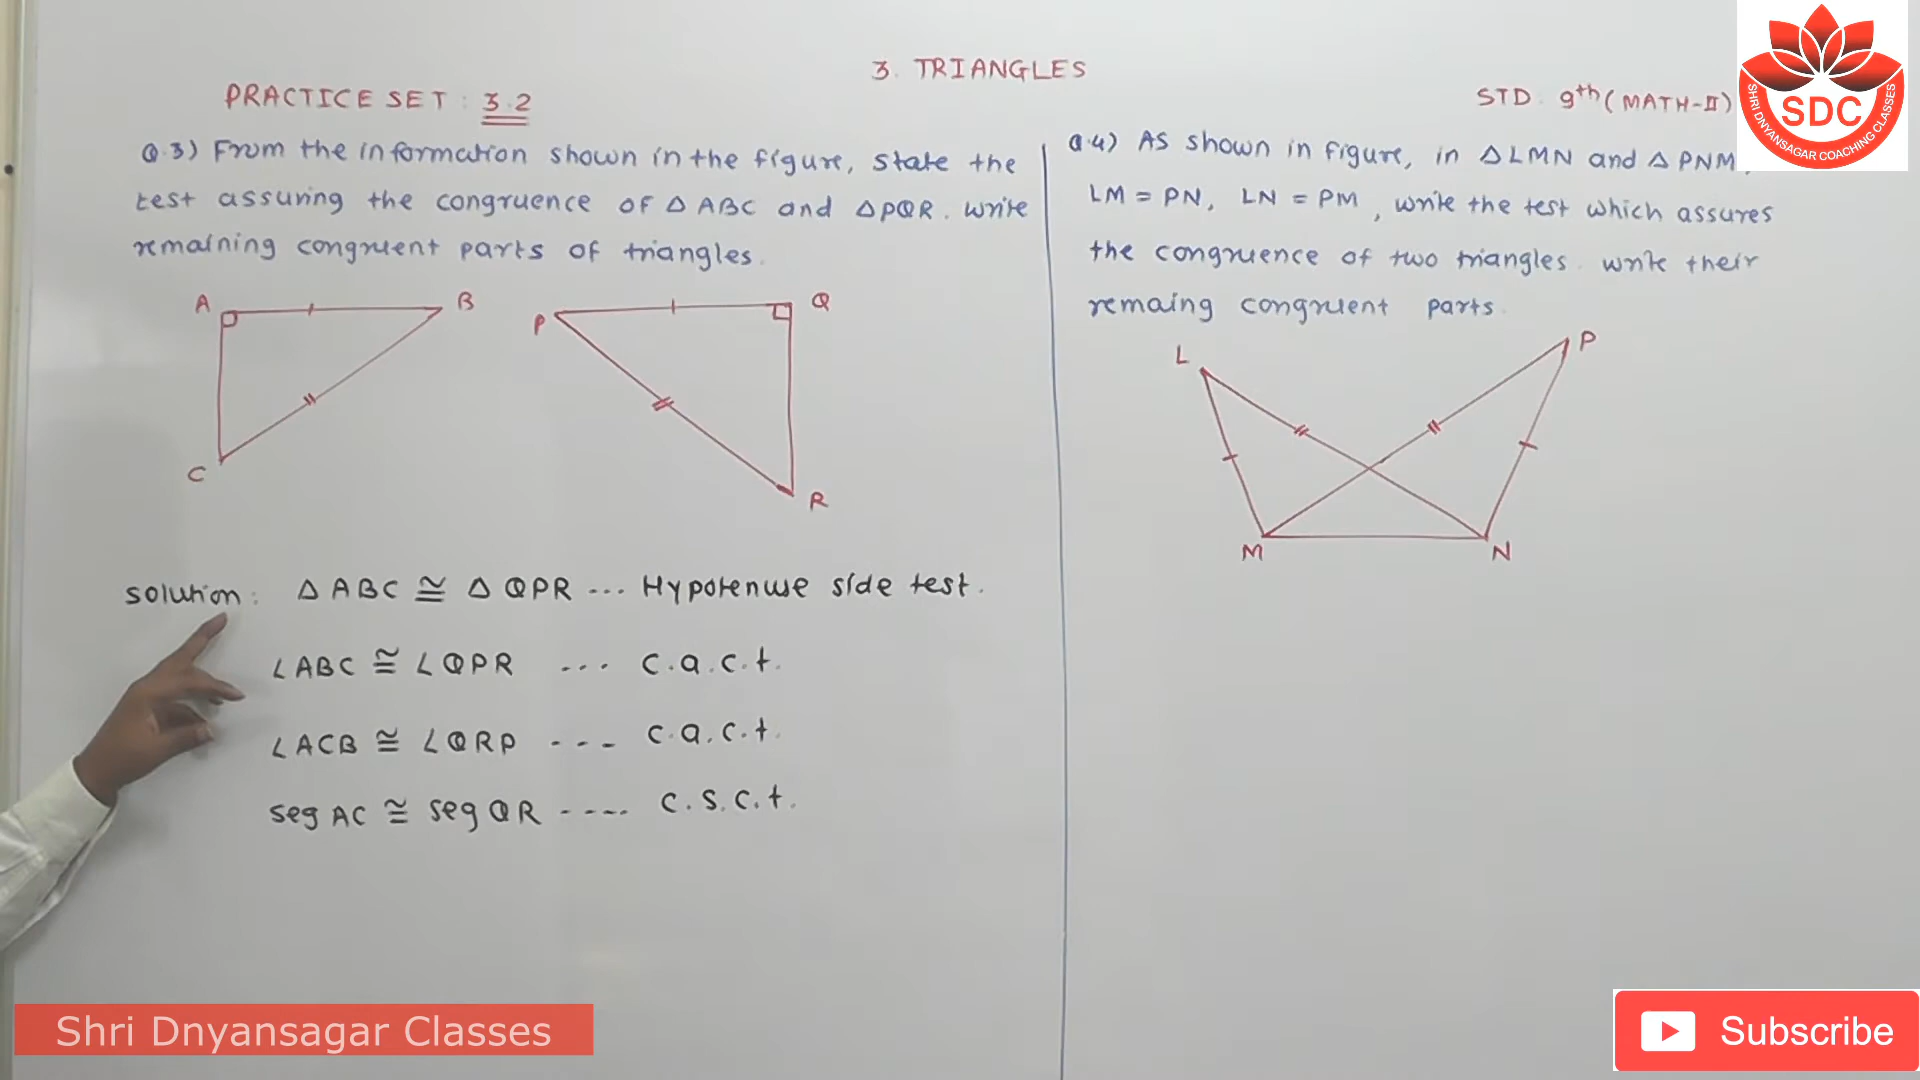 3. TRIANGLES
PRACTICE SET : 3.2
STD. 9th (MATH-II)
Q.3) From the information shown in the figure, state the
test assuring the congruence of △ ABC and △PQR. Write
remaining congruent parts of triangles.
A
B
P
Q
C
R
solution: △ ABC ≅ △ QPR ... Hypotenuse side test.
∠ABC ≅ ∠QPR ... c.a.c.t.
∠ACB ≅ ∠QRP --- c.a.c.t.
seg AC ≅ seg QR ---- c.s.c.t.
Q.4) As shown in figure, in △LMN and △PNM,
LM = PN, LN = PM, write the test which assures
the congruence of two triangles. write their
remaing congruent parts.
L
P
M
N
SDC
SHRI DNYANSAGAR COACHING CLASSES
Shri Dnyansagar Classes
Subscribe